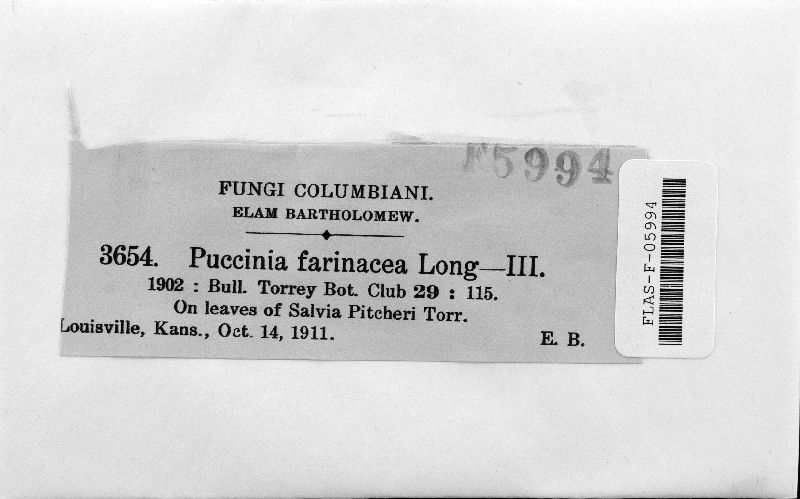 F5994
FUNGI COLUMBIANI.
ELAM BARTHOLOMEW.
3654. Puccinia farinacea Long—III.
1902 : Bull. Torrey Bot. Club 29 : 115.
On leaves of Salvia Pitcheri Torr.
Louisville, Kans., Oct. 14, 1911.
E. B.
FLAS-F-05994